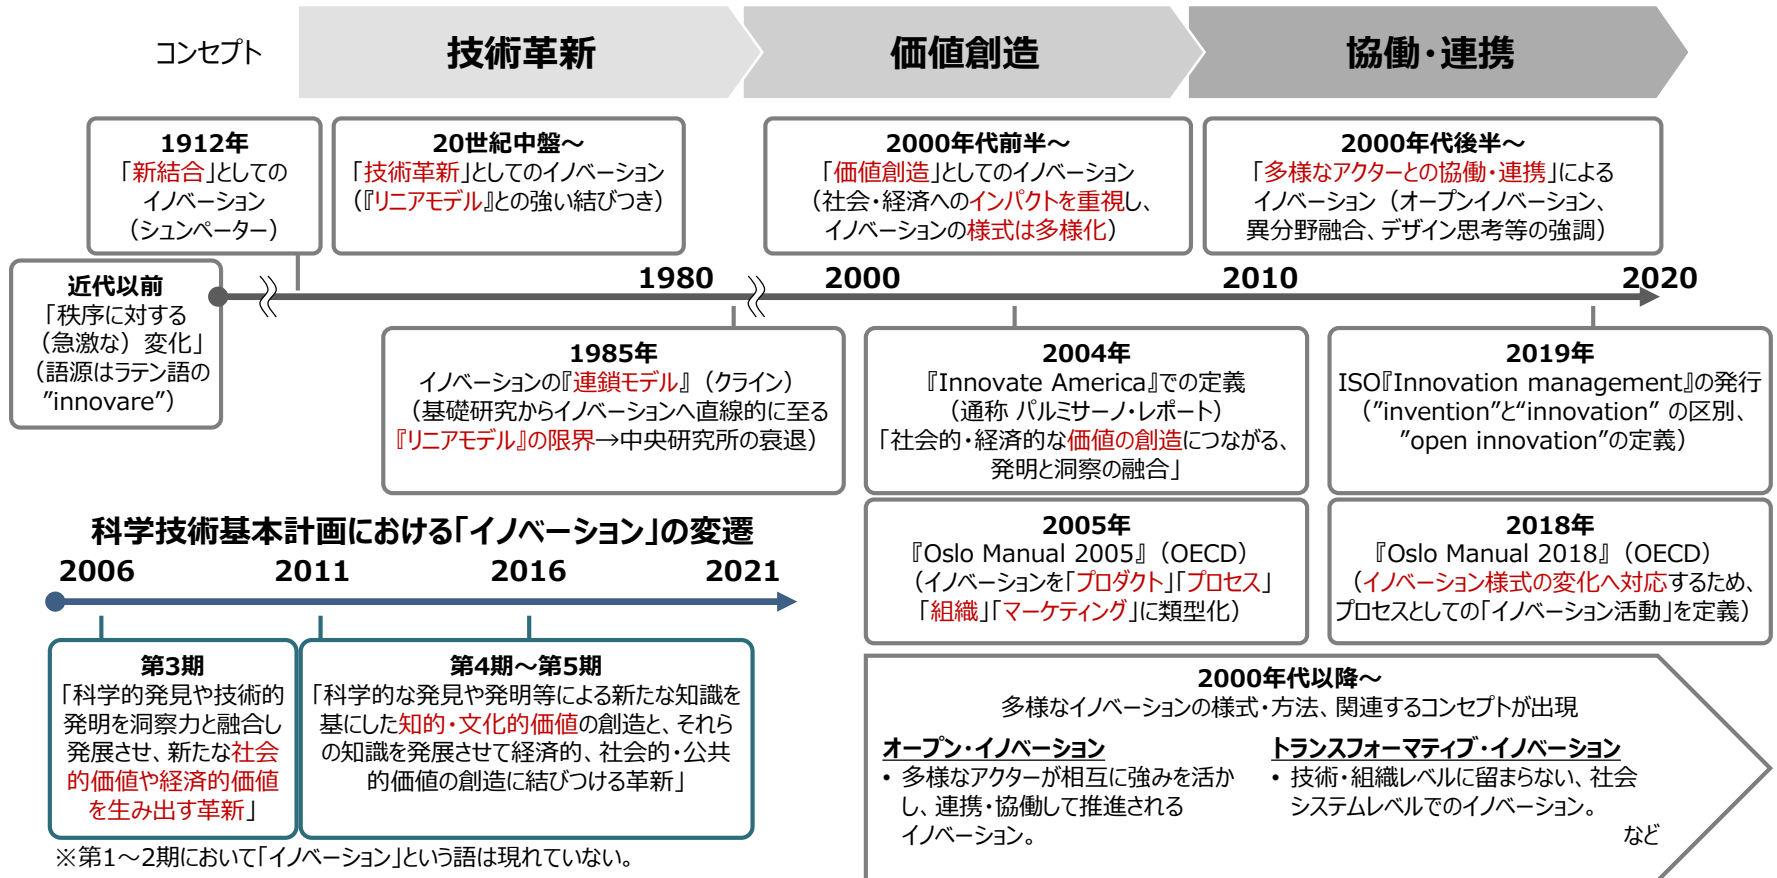 コンセプト
技術革新
価値創造
協働・連携
1912年
「新結合」としての
イノベーション
（シュンペーター）
20世紀中盤～
「技術革新」としてのイノベーション
（『リニアモデル』との強い結びつき）
2000年代前半～
「価値創造」としてのイノベーション
（社会・経済へのインパクトを重視し、
イノベーションの様式は多様化）
2000年代後半～
「多様なアクターとの協働・連携」による
イノベーション（オープンイノベーション、
異分野融合、デザイン思考等の強調）
近代以前
「秩序に対する
（急激な）変化」
（語源はラテン語の
”innovare”）
1980
2000
2010
2020
1985年
イノベーションの『連鎖モデル』（クライン）
（基礎研究からイノベーションへ直線的に至る
『リニアモデル』の限界→中央研究所の衰退）
2004年
『Innovate America』での定義
（通称 パルミサーノ・レポート）
「社会的・経済的な価値の創造につながる、
発明と洞察の融合」
2019年
ISO『Innovation management』の発行
（”invention”と“innovation” の区別、
”open innovation”の定義）
2005年
『Oslo Manual 2005』（OECD）
（イノベーションを「プロダクト」「プロセス」
「組織」「マーケティング」に類型化）
2018年
『Oslo Manual 2018』（OECD）
（イノベーション様式の変化へ対応するため、
プロセスとしての「イノベーション活動」を定義）
科学技術基本計画における「イノベーション」の変遷
2006
2011
2016
2021
第3期
「科学的発見や技術的
発明を洞察力と融合し
発展させ、新たな社会
的価値や経済的価値
を生み出す革新」
第4期～第5期
「科学的な発見や発明等による新たな知識を
基にした知的・文化的価値の創造と、それら
の知識を発展させて経済的、社会的・公共
的価値の創造に結びつける革新」
※第1～2期において「イノベーション」という語は現れていない。
2000年代以降～
多様なイノベーションの様式・方法、関連するコンセプトが出現
オープン・イノベーション
• 多様なアクターが相互に強みを活か
し、連携・協働して推進される
イノベーション。
トランスフォーマティブ・イノベーション
• 技術・組織レベルに留まらない、社会
システムレベルでのイノベーション。
など